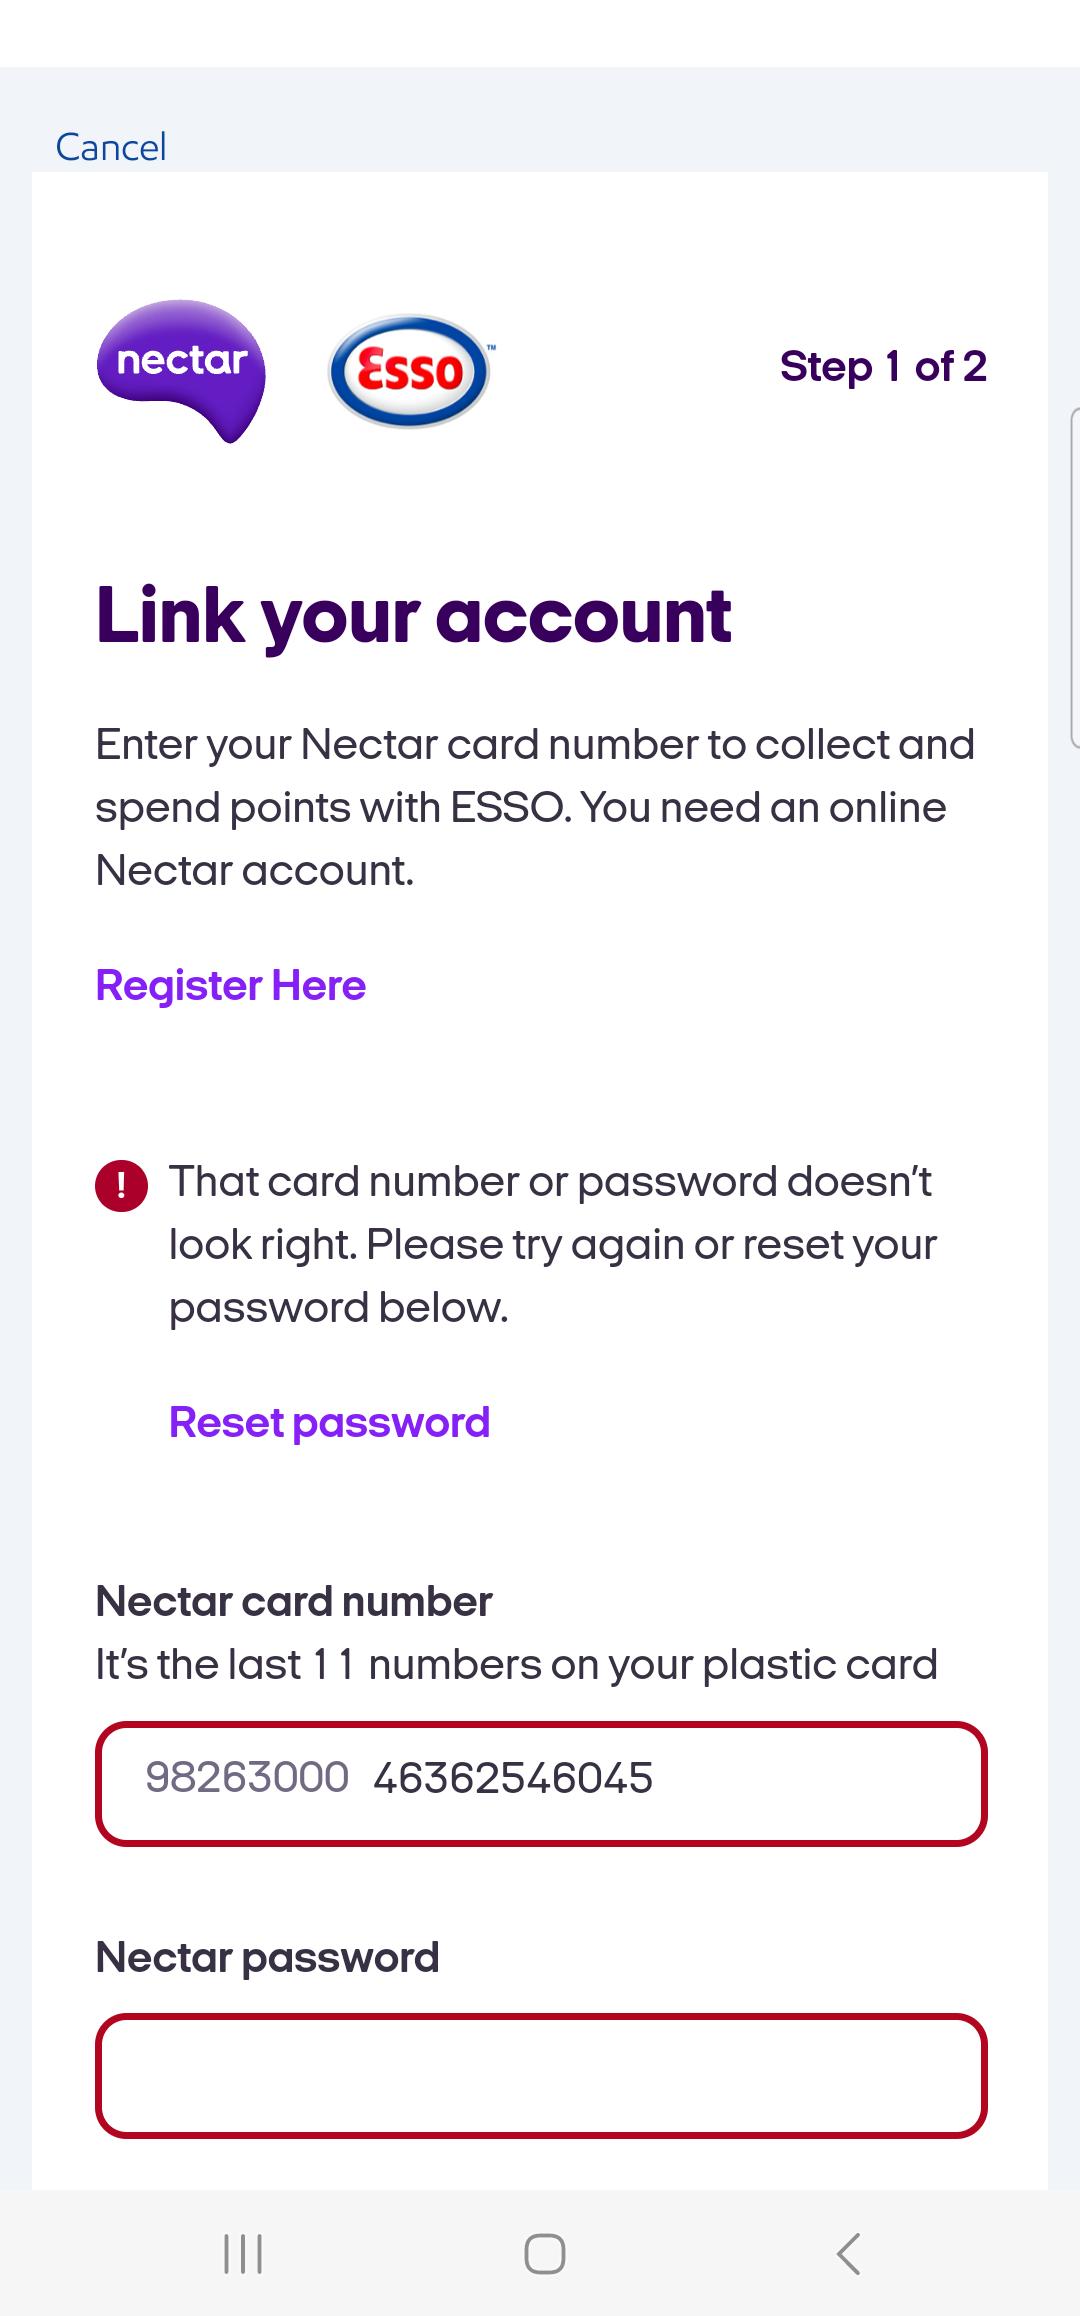 Cancel
nectar
Esso™
Step 1 of 2
Link your account
Enter your Nectar card number to collect and
spend points with ESSO. You need an online
Nectar account.
Register Here
! That card number or password doesn't
look right. Please try again or reset your
password below.
Reset password
Nectar card number
It's the last 11 numbers on your plastic card
98263000 46362546045
Nectar password